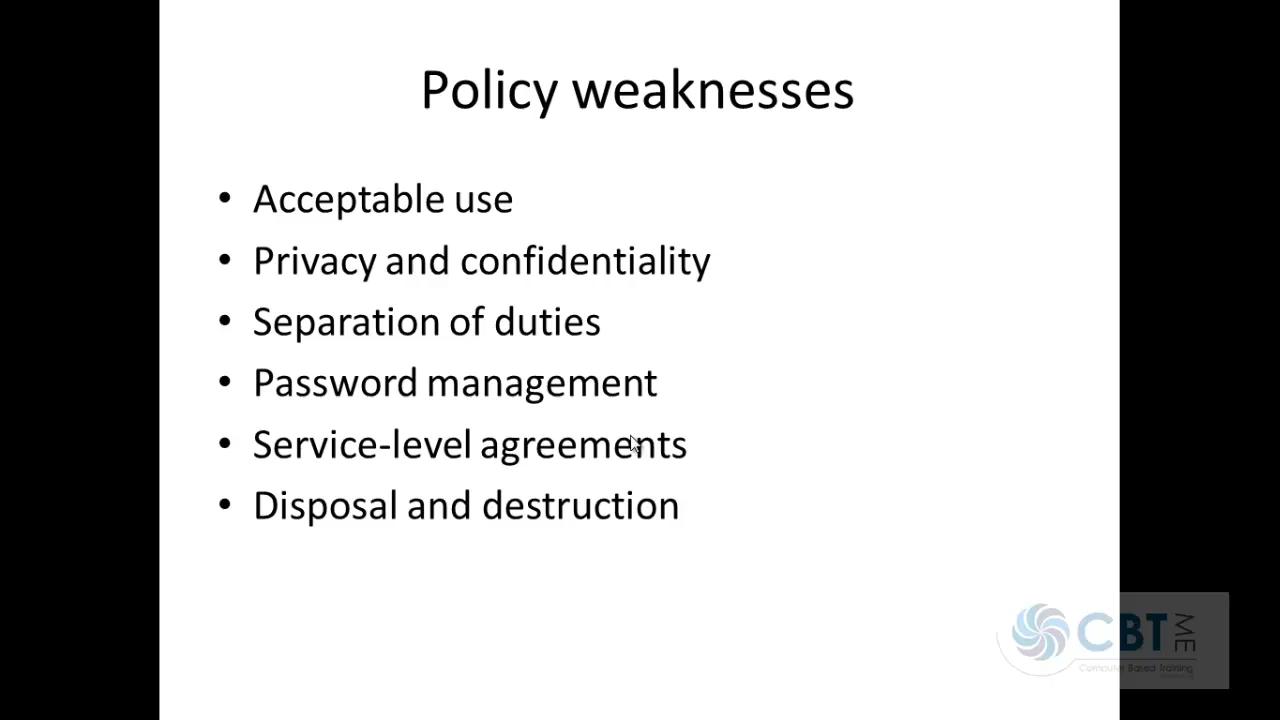 Policy weaknesses
• Acceptable use
• Privacy and confidentiality
• Separation of duties
• Password management
• Service-level agreements
• Disposal and destruction
CBT ME
Computer Based Training